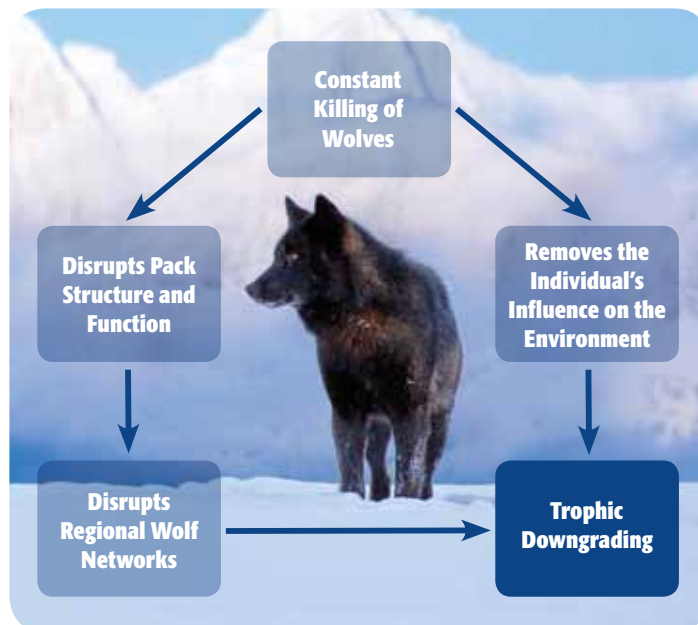 Constant
Killing of
Wolves
Disrupts Pack
Structure and
Function
Removes the
Individual's
Influence on the
Environment
Disrupts
Regional Wolf
Networks
Trophic
Downgrading